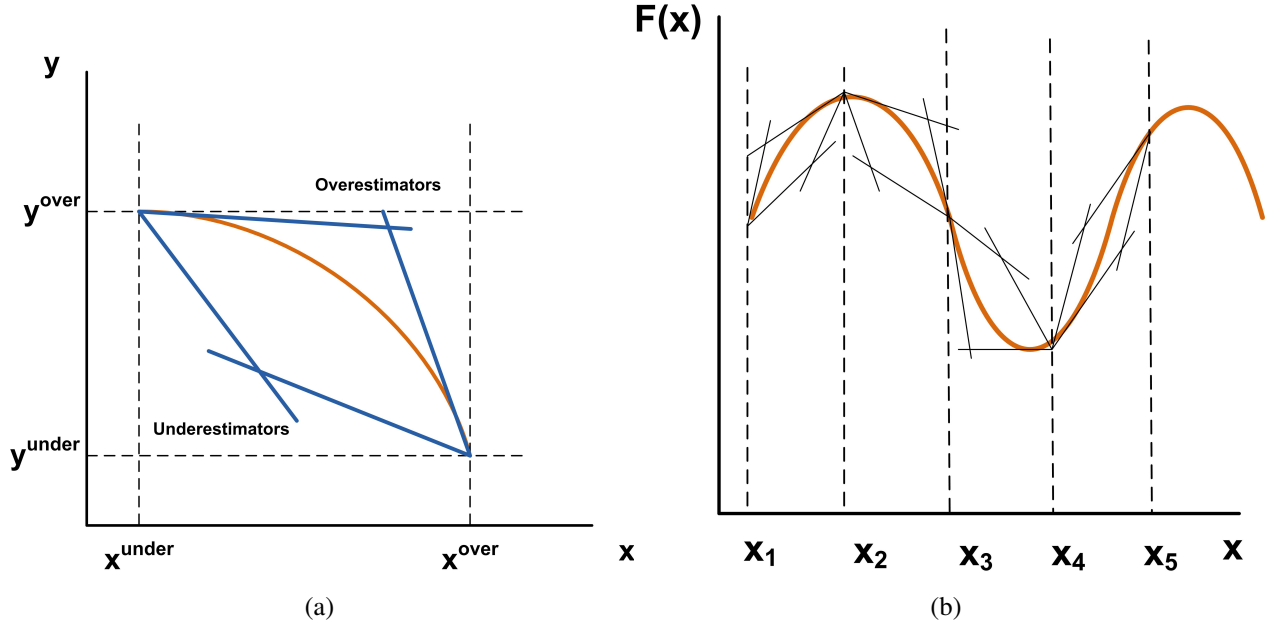 y
Overestimators
y^over
Underestimators
y^under
x^under
x^over
x
(a)
F(x)
x₁
x₂
x₃
x₄
x₅
x
(b)